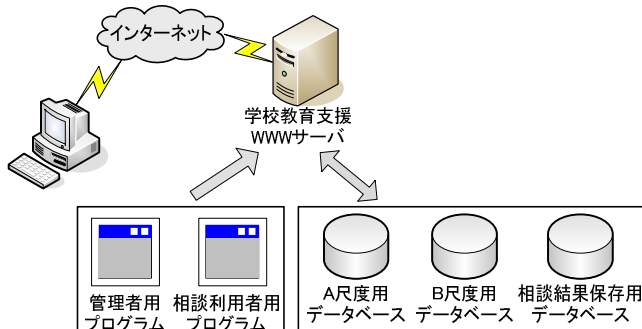 インターネット
学校教育支援
WWWサーバ
管理者用
プログラム
相談利用者用
プログラム
A尺度用
データベース
B尺度用
データベース
相談結果保存用
データベース